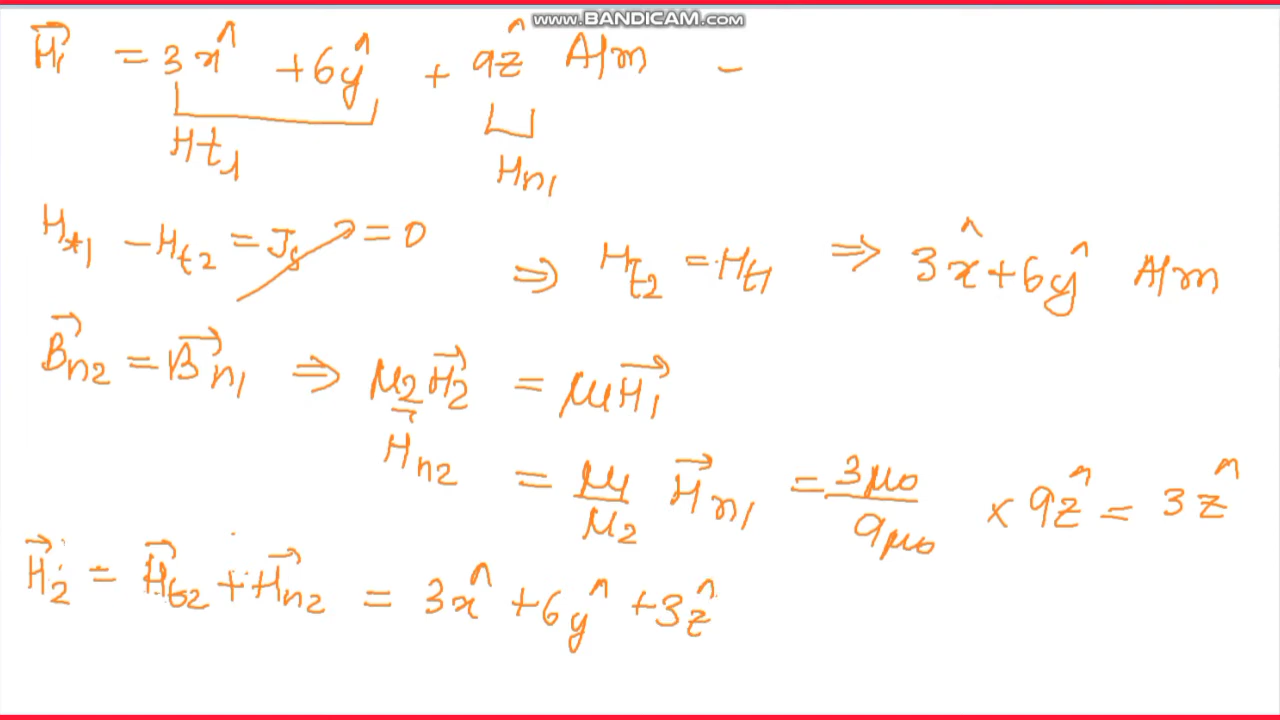 WWW.BANDICAM.COM
H⃗₁ = 3x̂ + 6ŷ + 9ẑ A/m –
Ht₁ Hn₁
Ht₁ – Ht₂ = Js = 0 ⇒ Ht₂ = Ht₁ ⇒ 3x̂ + 6ŷ A/m
B⃗n₂ = B⃗n₁ ⇒ μ₂H⃗₂ = μ₁H⃗₁
H⃗n₂ = μ₁/μ₂ H⃗n₁ = 3μ₀/9μ₀ × 9ẑ = 3ẑ
H⃗₂ = H⃗t₂ + H⃗n₂ = 3x̂ + 6ŷ + 3ẑ